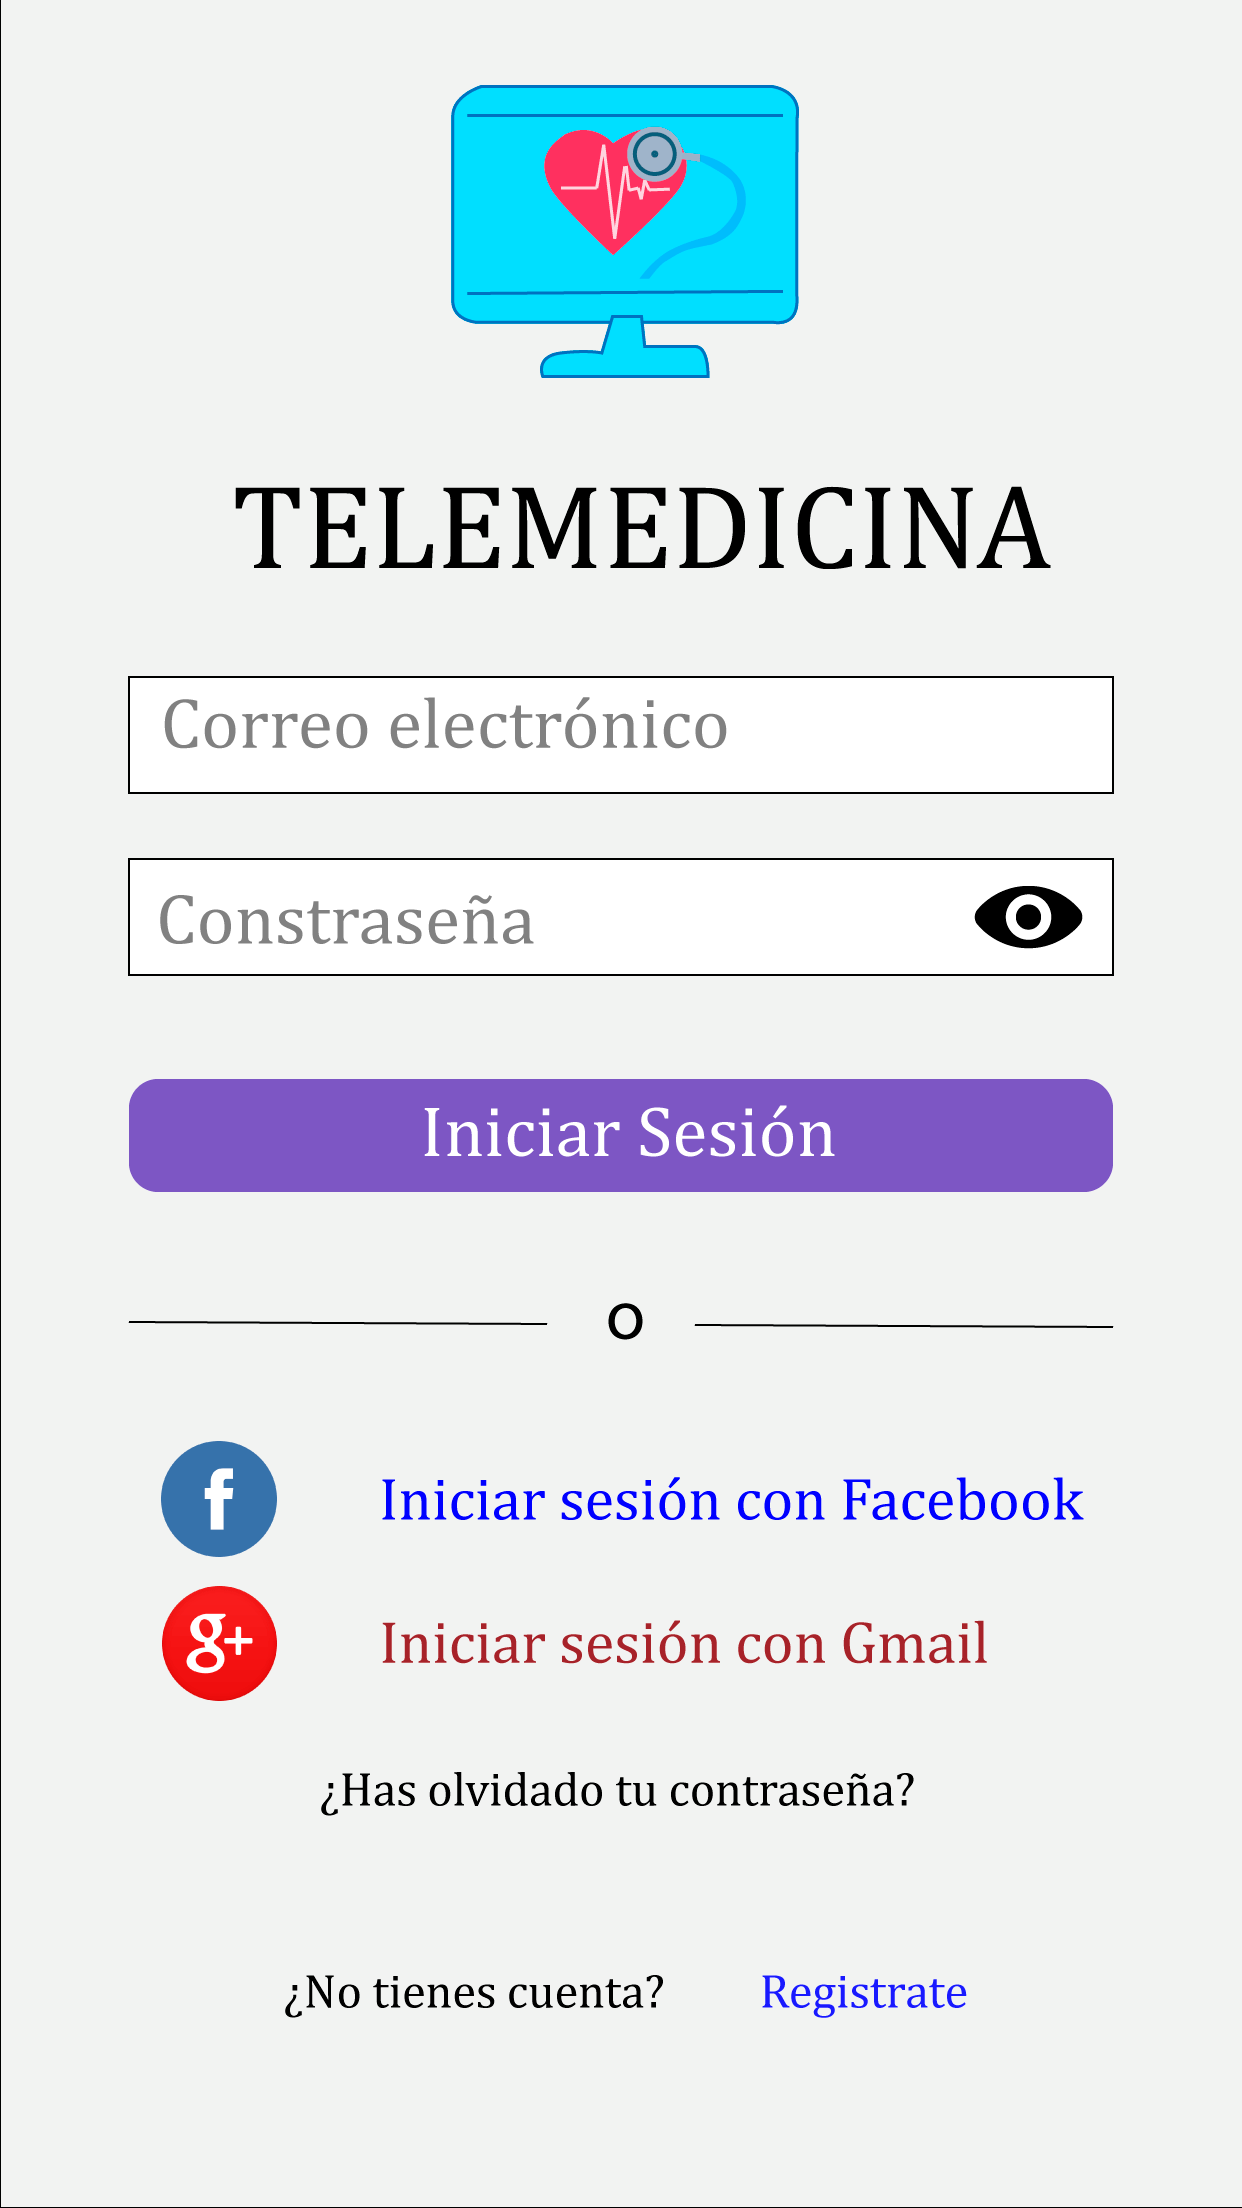 TELEMEDICINA
Correo electrónico
Constraseña
Iniciar Sesión
o
f
Iniciar sesión con Facebook
g+
Iniciar sesión con Gmail
¿Has olvidado tu contraseña?
¿No tienes cuenta? Registrate